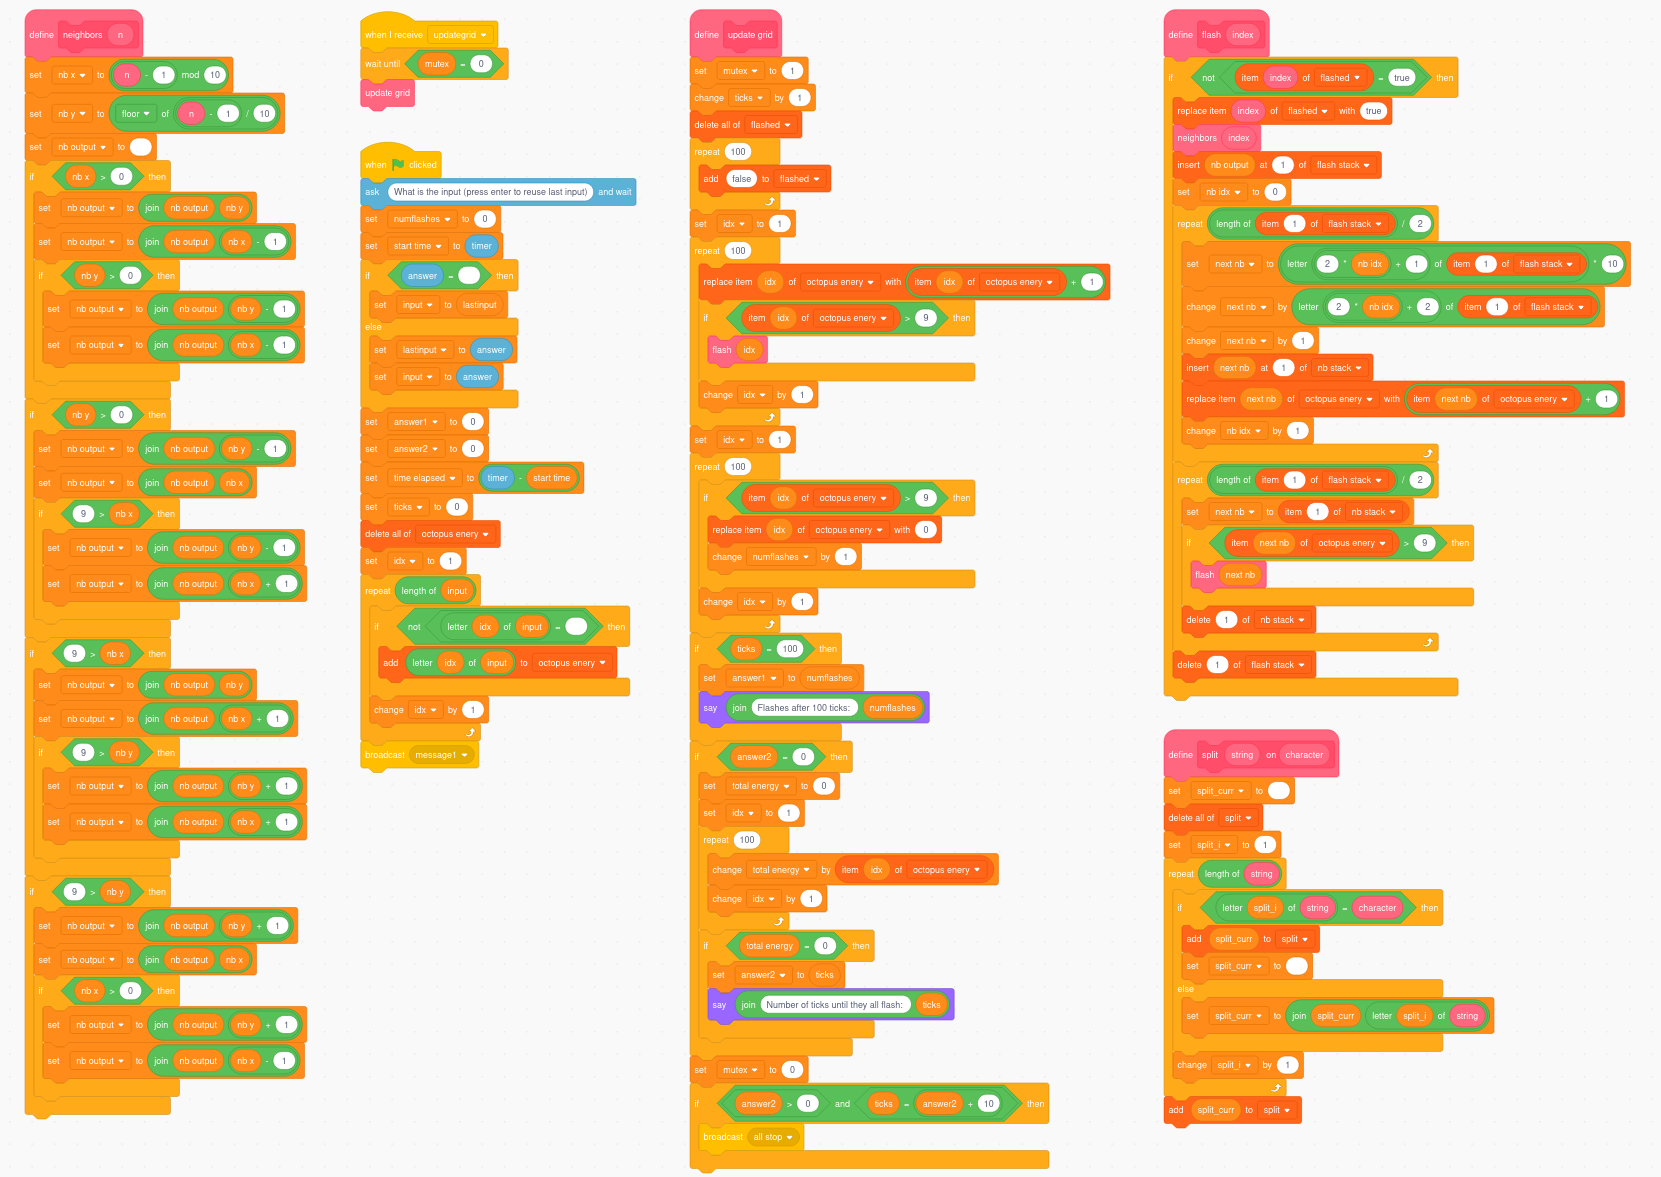 define neighbors n
set nb x to n - 1 mod 10
set nb y to floor of n - 1 / 10
set nb output to
if nb x > 0 then
set nb output to join nb output nb y
set nb output to join nb output nb x - 1
if nb y > 0 then
set nb output to join nb output nb y - 1
set nb output to join nb output nb x - 1
if nb y > 0 then
set nb output to join nb output nb y - 1
set nb output to join nb output nb x
if 9 > nb x then
set nb output to join nb output nb y - 1
set nb output to join nb output nb x + 1
if 9 > nb x then
set nb output to join nb output nb y
set nb output to join nb output nb x + 1
if 9 > nb y then
set nb output to join nb output nb y + 1
set nb output to join nb output nb x + 1
if 9 > nb y then
set nb output to join nb output nb y + 1
set nb output to join nb output nb x
if nb x > 0 then
set nb output to join nb output nb y + 1
set nb output to join nb output nb x - 1
when I receive updategrid
wait until mutex = 0
update grid
when clicked
ask What is the input (press enter to reuse last input) and wait
set numflashes to 0
set start time to timer
if answer = then
set input to lastinput
else
set lastinput to answer
set input to answer
set answer1 to 0
set answer2 to 0
set time elapsed to timer - start time
set ticks to 0
delete all of octopus enery
set idx to 1
repeat length of input
if not letter idx of input = then
add letter idx of input to octopus enery
change idx by 1
broadcast message1
define update grid
set mutex to 1
change ticks by 1
delete all of flashed
repeat 100
add false to flashed
set idx to 1
repeat 100
replace item idx of octopus enery with item idx of octopus enery + 1
if item idx of octopus enery > 9 then
flash idx
change idx by 1
set idx to 1
repeat 100
if item idx of octopus enery > 9 then
replace item idx of octopus enery with 0
change numflashes by 1
change idx by 1
if ticks = 100 then
set answer1 to numflashes
say join Flashes after 100 ticks: numflashes
if answer2 = 0 then
set total energy to 0
set idx to 1
repeat 100
change total energy by item idx of octopus enery
change idx by 1
if total energy = 0 then
set answer2 to ticks
say join Number of ticks until they all flash: ticks
set mutex to 0
if answer2 > 0 and ticks = answer2 + 10 then
broadcast all stop
define flash index
if not item index of flashed = true then
replace item index of flashed with true
neighbors index
insert nb output at 1 of flash stack
set nb idx to 0
repeat length of item 1 of flash stack / 2
set next nb to letter 2 * nb idx + 1 of item 1 of flash stack * 10
change next nb by letter 2 * nb idx + 2 of item 1 of flash stack
change next nb by 1
insert next nb at 1 of nb stack
replace item next nb of octopus enery with item next nb of octopus enery + 1
change nb idx by 1
repeat length of item 1 of flash stack / 2
set next nb to item 1 of nb stack
if item next nb of octopus enery > 9 then
flash next nb
delete 1 of nb stack
delete 1 of flash stack
define split string on character
set split_curr to
delete all of split
set split_i to 1
repeat length of string
if letter split_i of string = character then
add split_curr to split
set split_curr to
else
set split_curr to join split_curr letter split_i of string
change split_i by 1
add split_curr to split